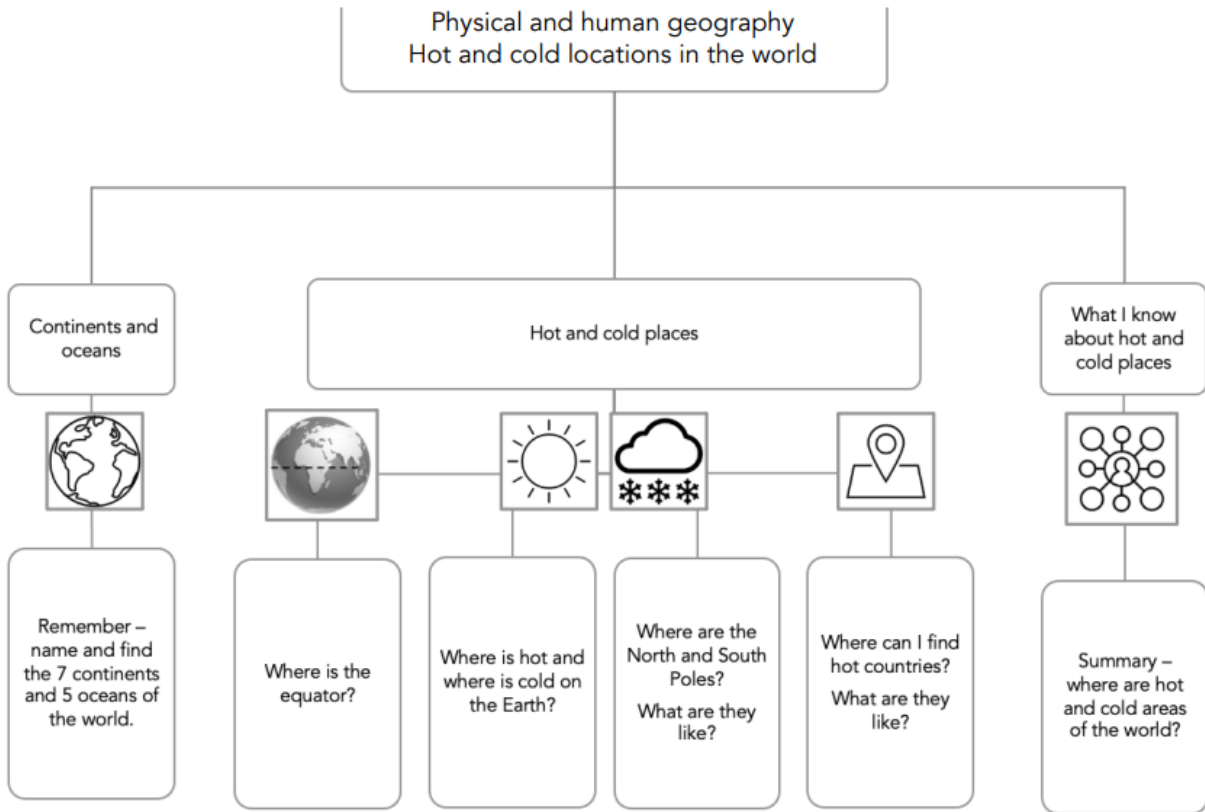 Physical and human geography
Hot and cold locations in the world
Continents and
oceans
Hot and cold places
What I know
about hot and
cold places
Remember –
name and find
the 7 continents
and 5 oceans of
the world.
Where is the
equator?
Where is hot and
where is cold on
the Earth?
Where are the
North and South
Poles?
What are they
like?
Where can I find
hot countries?
What are they
like?
Summary –
where are hot
and cold areas
of the world?